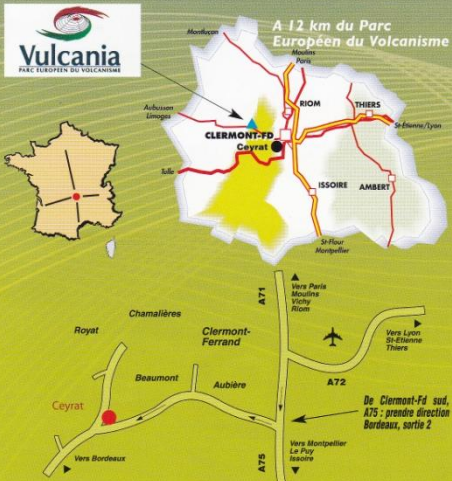 Vulcania
PARC EUROPÉEN DU VOLCANISME
A 12 km du Parc
Européen du Volcanisme
Montluçon
Moulins
Paris
Aubusson
Limoges
RIOM
THIERS
St-Étienne/Lyon
CLERMONT-FD
Ceyrat
Tulle
ISSOIRE
AMBERT
St-Flour
Montpellier
A71
Vers Paris
Moulins
Vichy
Riom
Chamalières
Royat
Clermont-
Ferrand
Vers Lyon
St-Etienne
Thiers
Beaumont
Aubière
A72
Ceyrat
De Clermont-Fd sud,
A75 : prendre direction
Bordeaux, sortie 2
Vers Bordeaux
A75
Vers Montpellier
Le Puy
Issoire